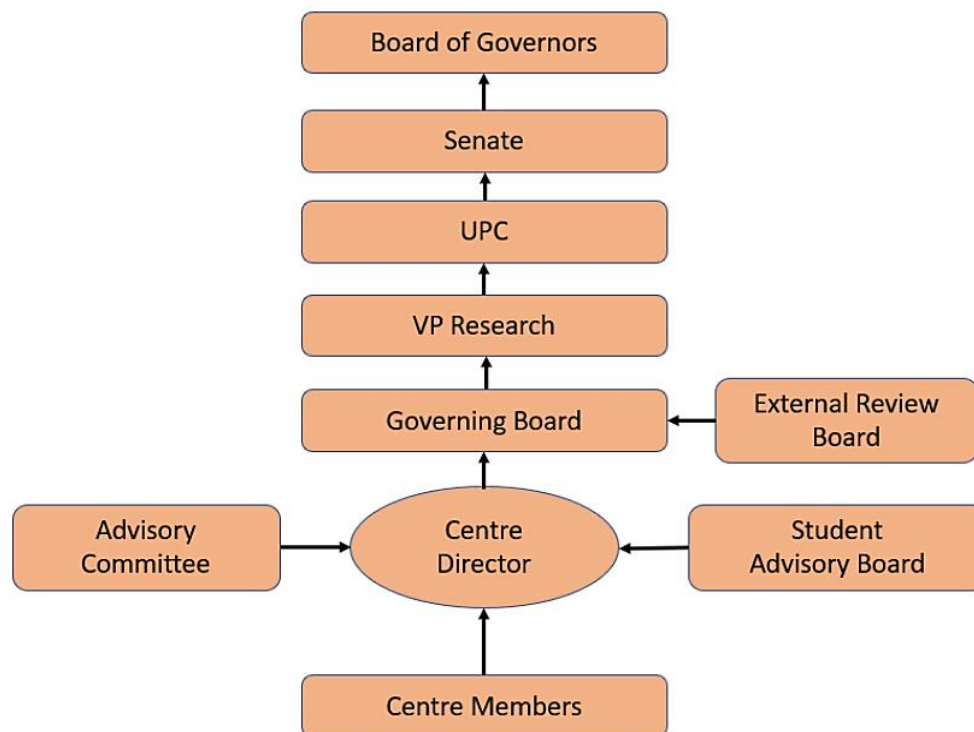 Board of Governors
Senate
UPC
VP Research
Governing Board
External Review
Board
Advisory
Committee
Centre
Director
Student
Advisory Board
Centre Members